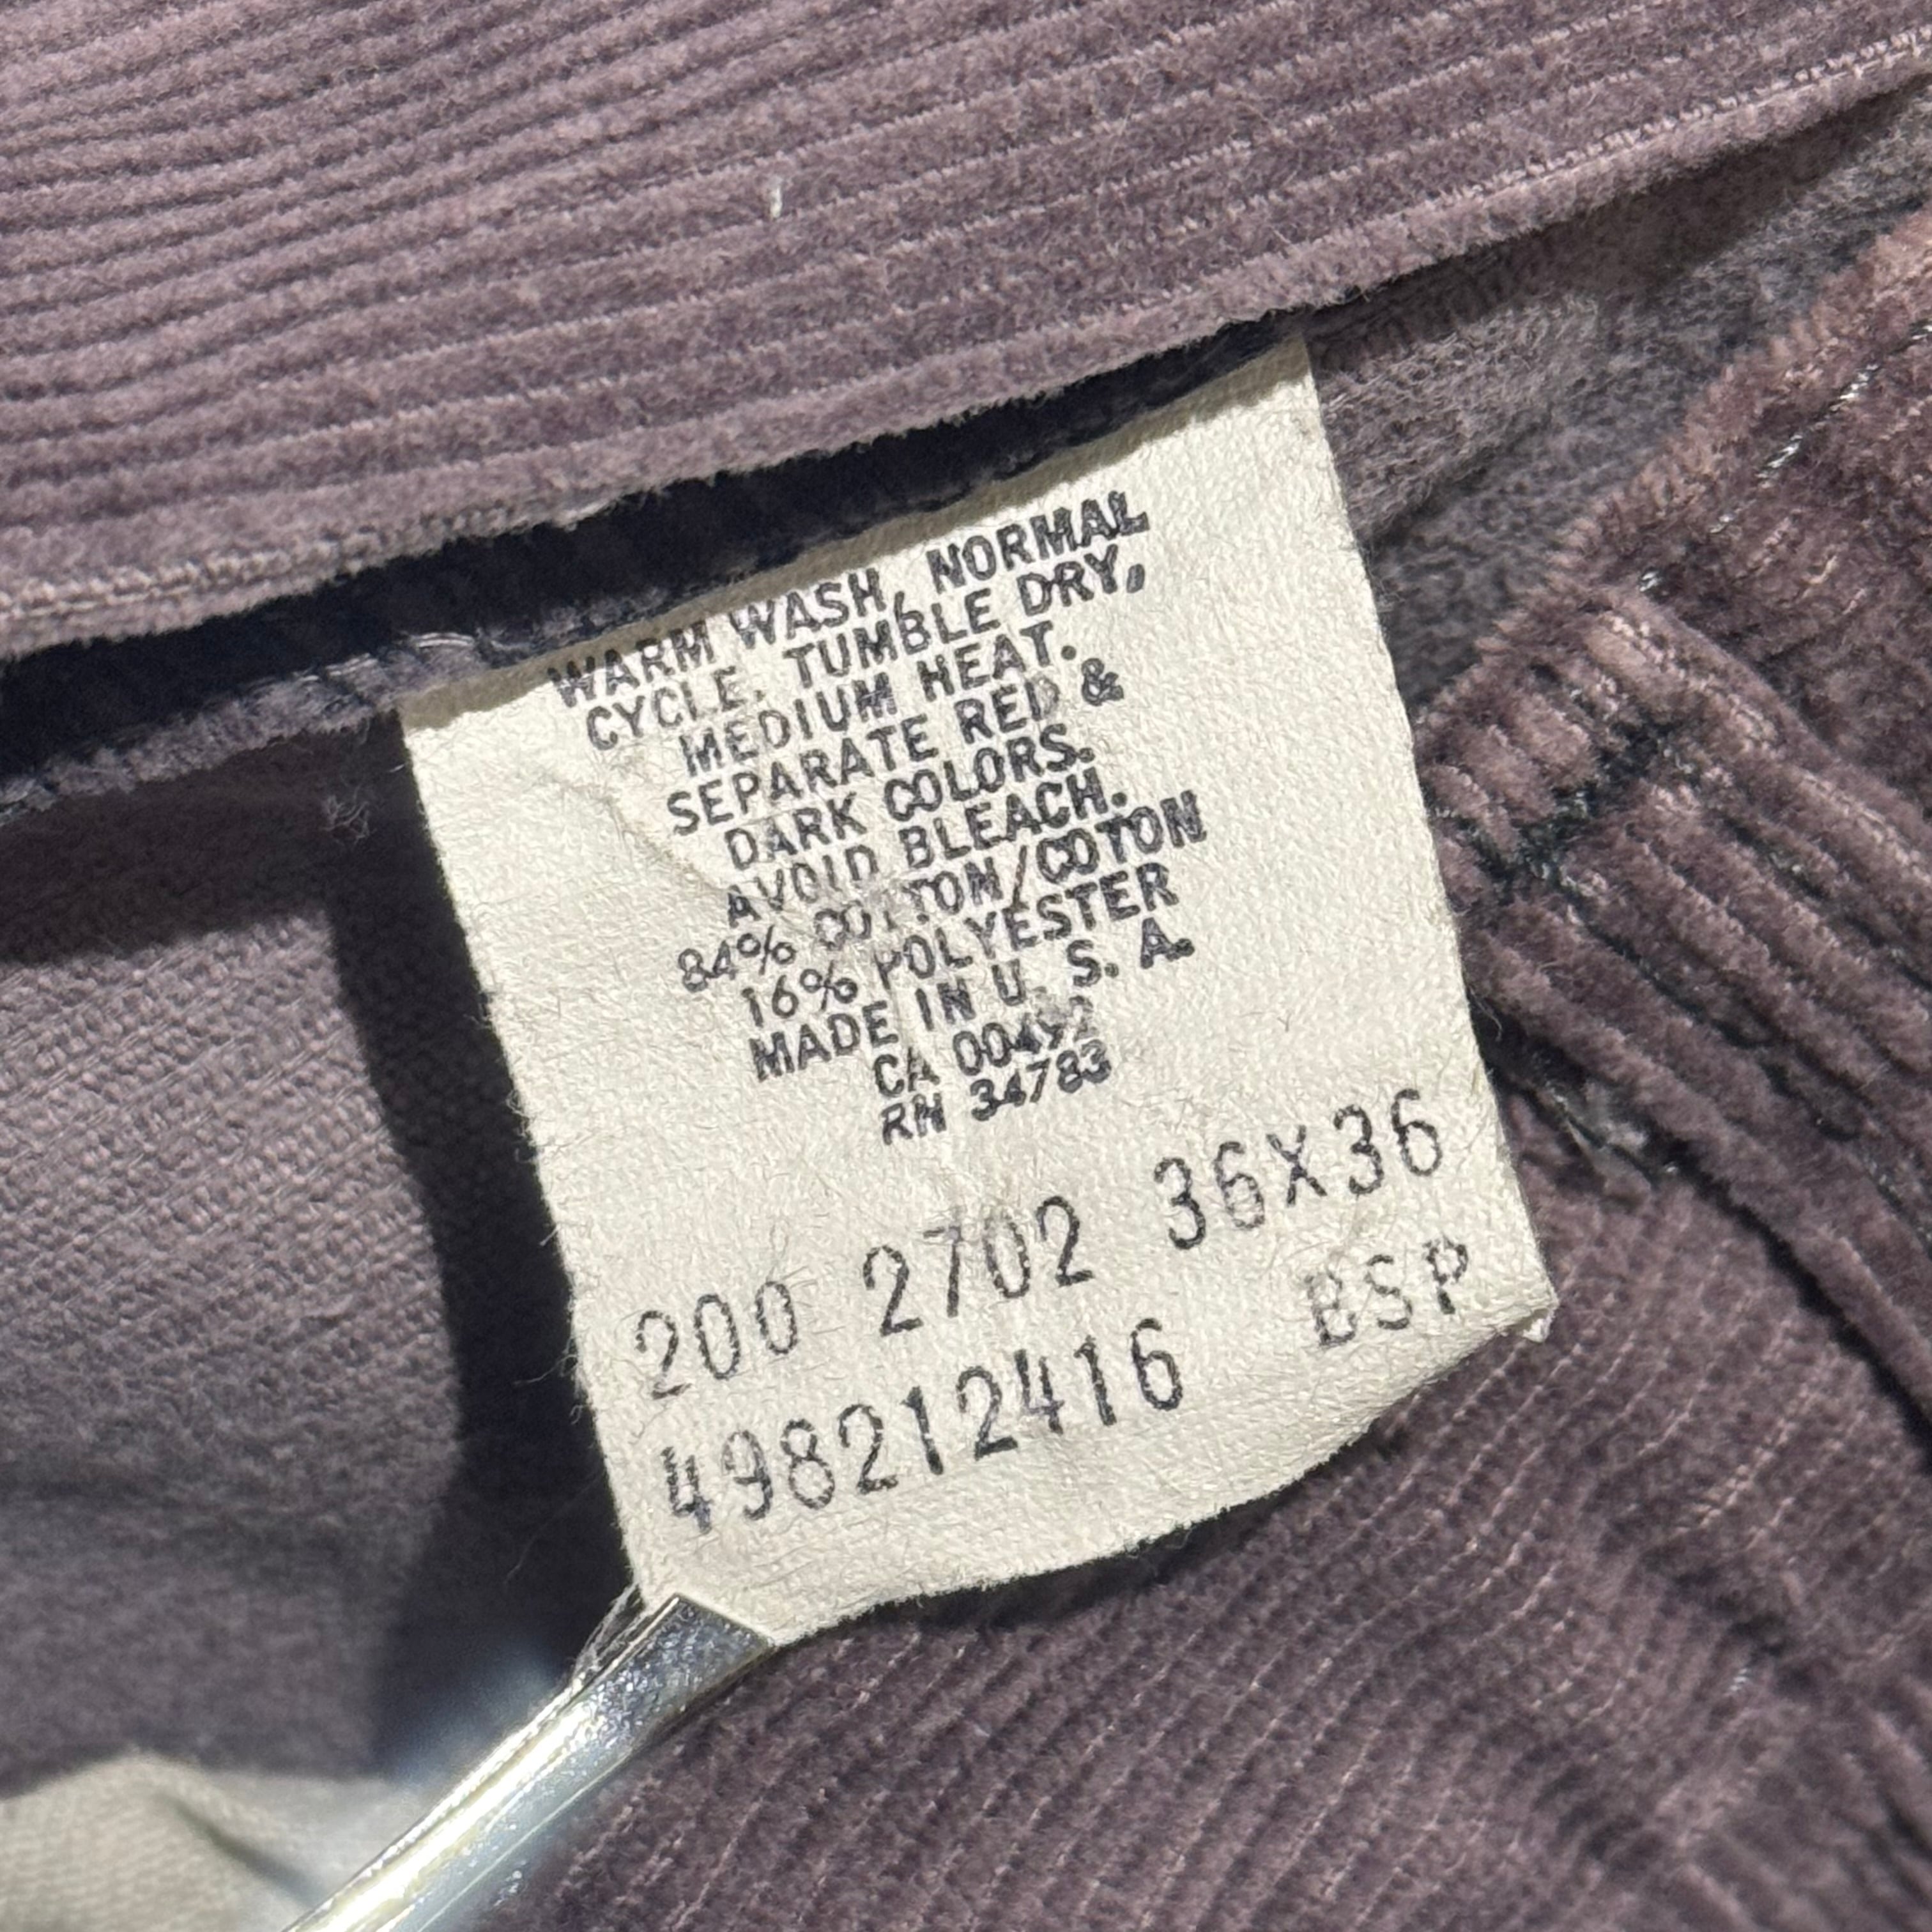 WARM WASH, NORMAL
CYCLE. TUMBLE DRY,
MEDIUM HEAT.
SEPARATE RED &
DARK COLORS.
AVOID BLEACH.
84% COTTON/COTON
16% POLYESTER
MADE IN U. S. A.
CA
RN 34783
200 2702 36X36
498212416 BSP